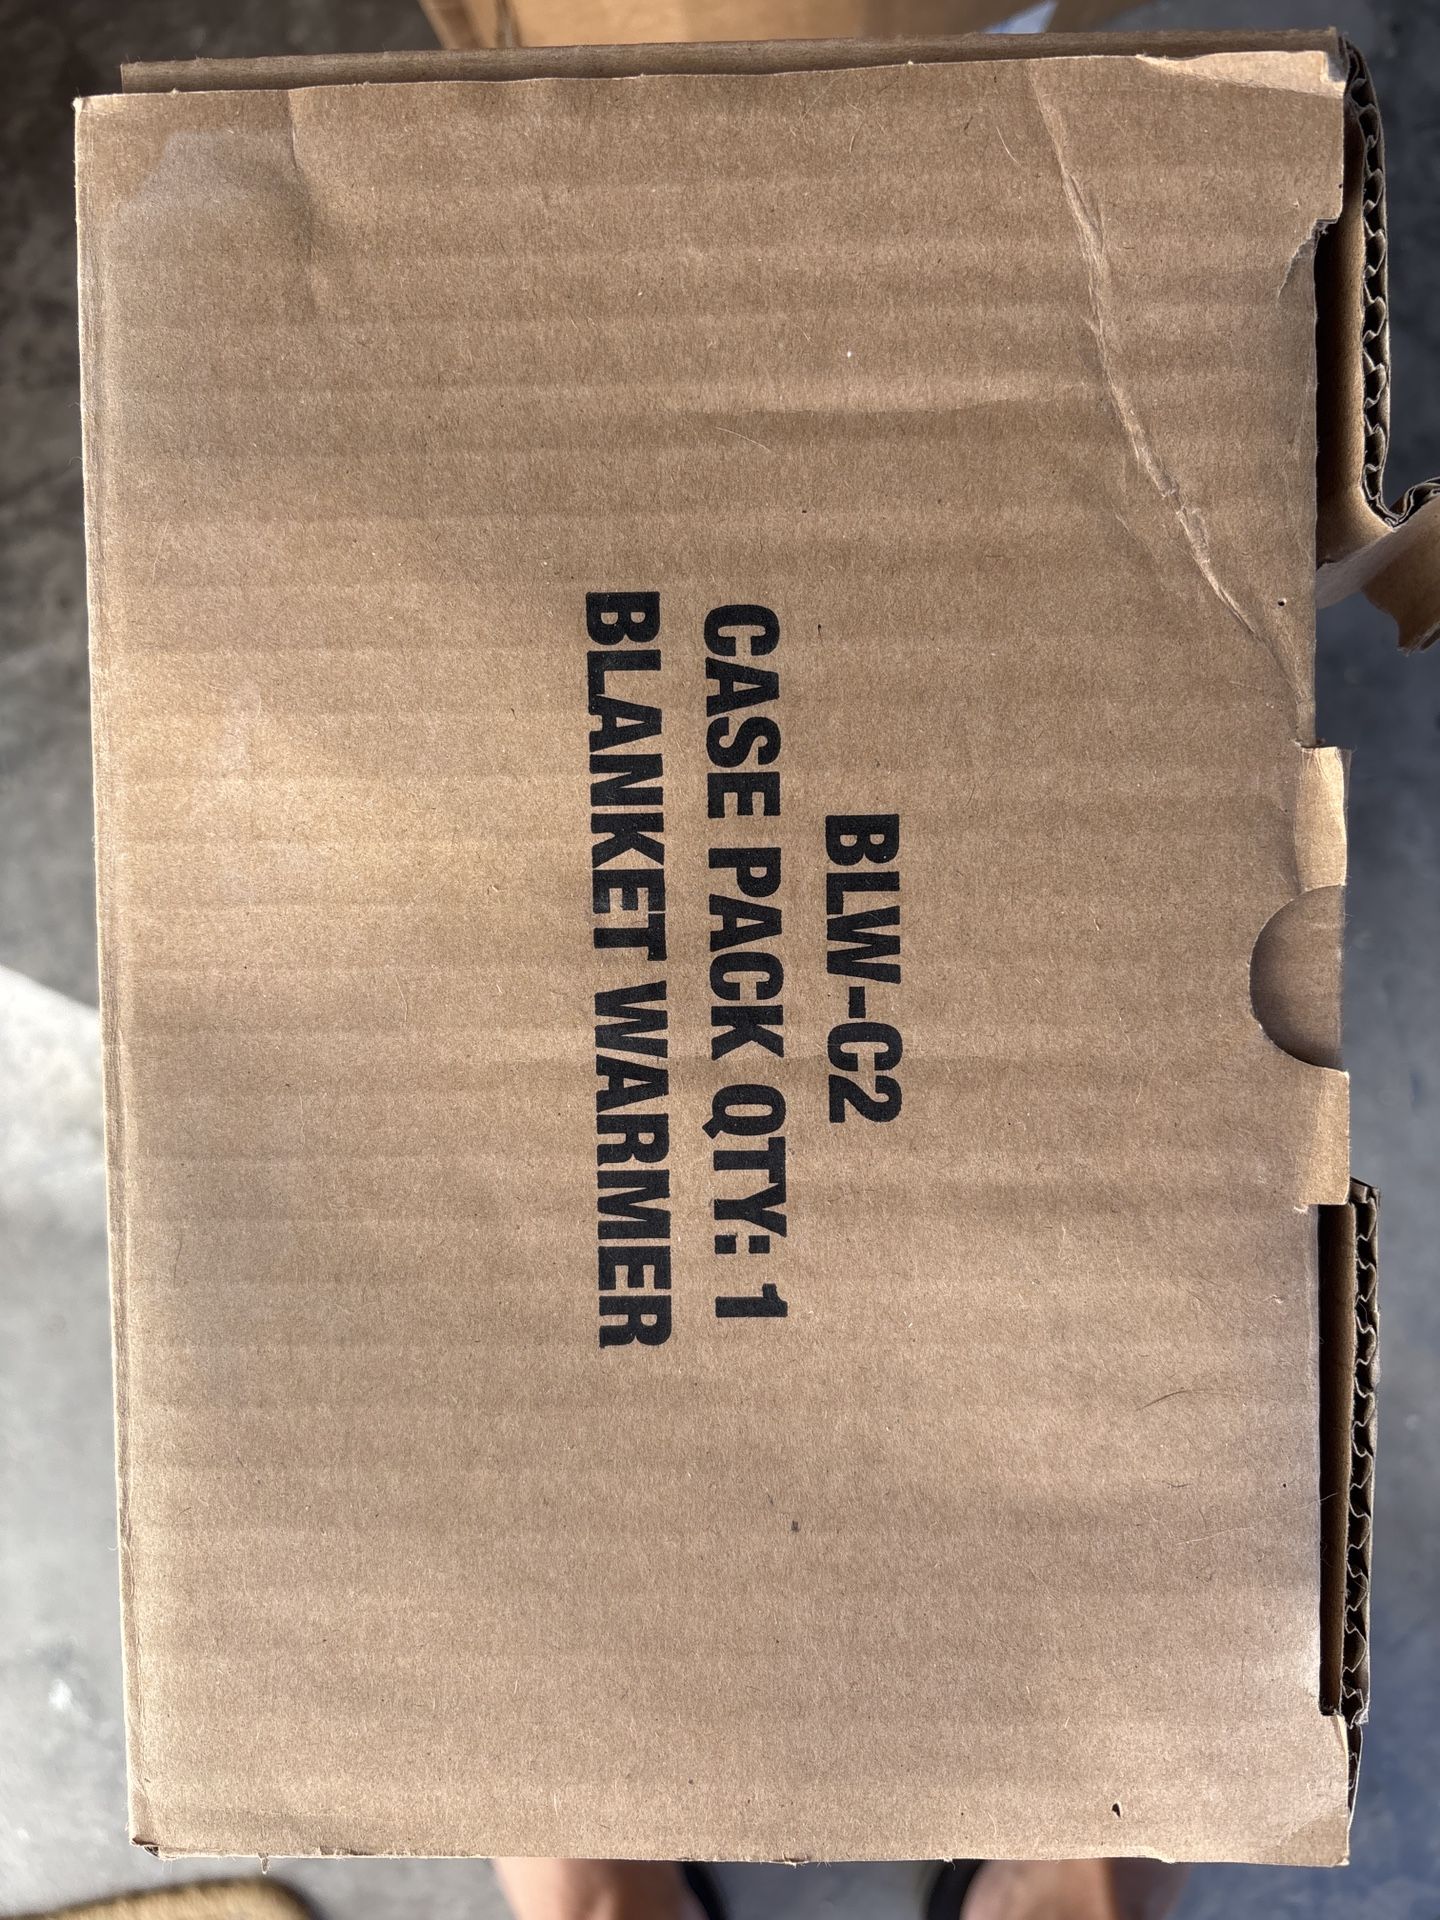 BLW-C2
CASE PACK QTY: 1
BLANKET WARMER